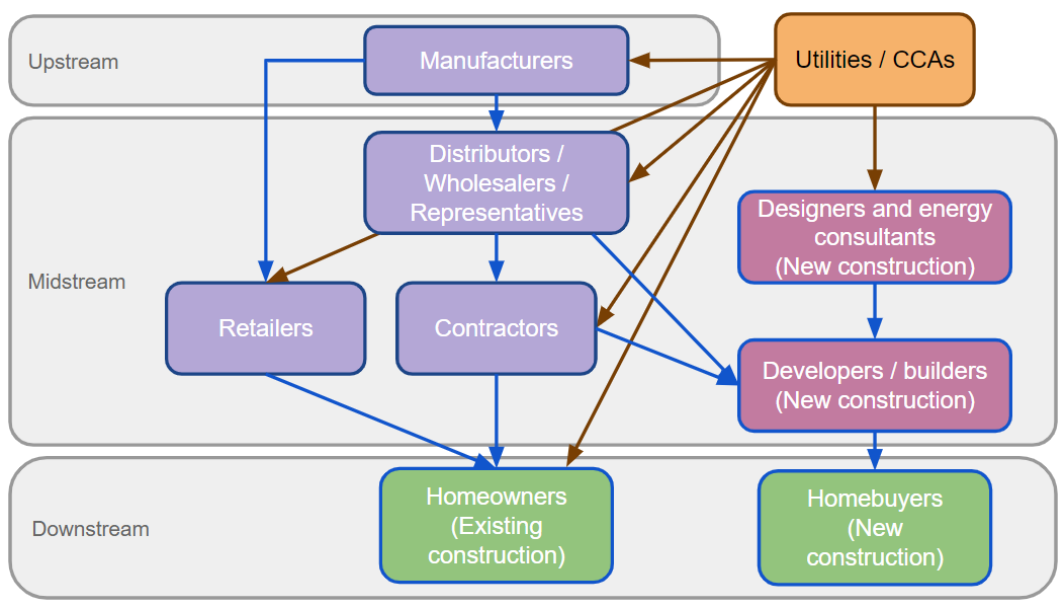 Upstream
Manufacturers
Utilities / CCAs
Midstream
Distributors /
Wholesalers /
Representatives
Designers and energy
consultants
(New construction)
Retailers
Contractors
Developers / builders
(New construction)
Downstream
Homeowners
(Existing
construction)
Homebuyers
(New
construction)